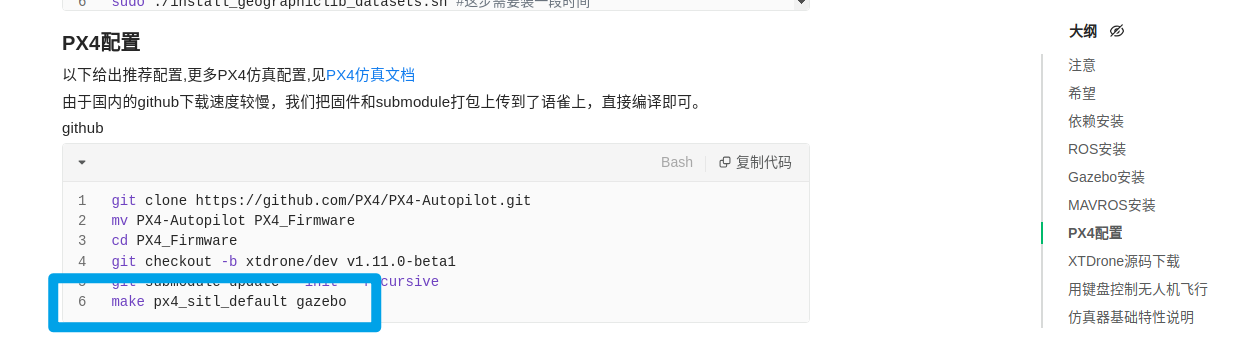 6 sudo ./install_geographiclib_datasets.sh #这步需要装一段时间
PX4配置
以下给出推荐配置,更多PX4仿真配置,见PX4仿真文档
由于国内的github下载速度较慢，我们把固件和submodule打包上传到了语雀上，直接编译即可。
github
Bash 复制代码
1 git clone https://github.com/PX4/PX4-Autopilot.git
2 mv PX4-Autopilot PX4_Firmware
3 cd PX4_Firmware
4 git checkout -b xtdrone/dev v1.11.0-beta1
5 git submodule update --init --recursive
6 make px4_sitl_default gazebo
大纲
注意
希望
依赖安装
ROS安装
Gazebo安装
MAVROS安装
PX4配置
XTDrone源码下载
用键盘控制无人机飞行
仿真器基础特性说明